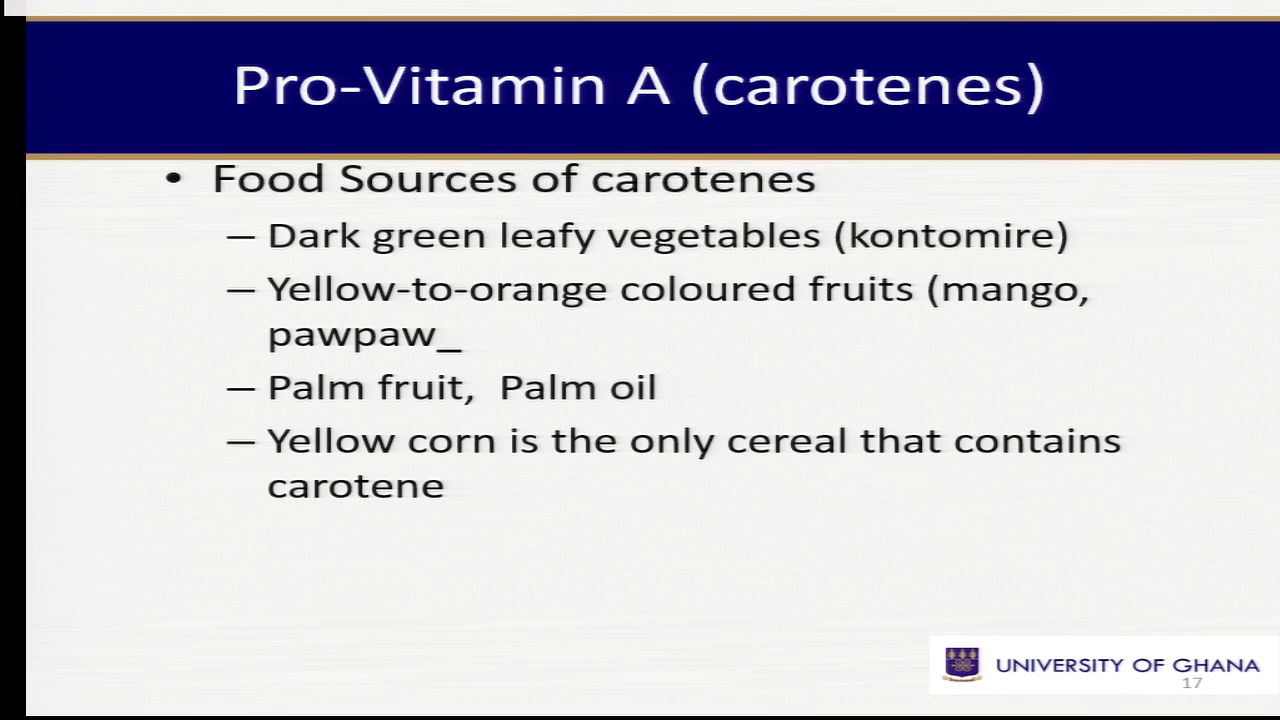 Pro-Vitamin A (carotenes)
• Food Sources of carotenes
– Dark green leafy vegetables (kontomire)
– Yellow-to-orange coloured fruits (mango,
pawpaw_
– Palm fruit,  Palm oil
– Yellow corn is the only cereal that contains
carotene
UNIVERSITY OF GHANA
17